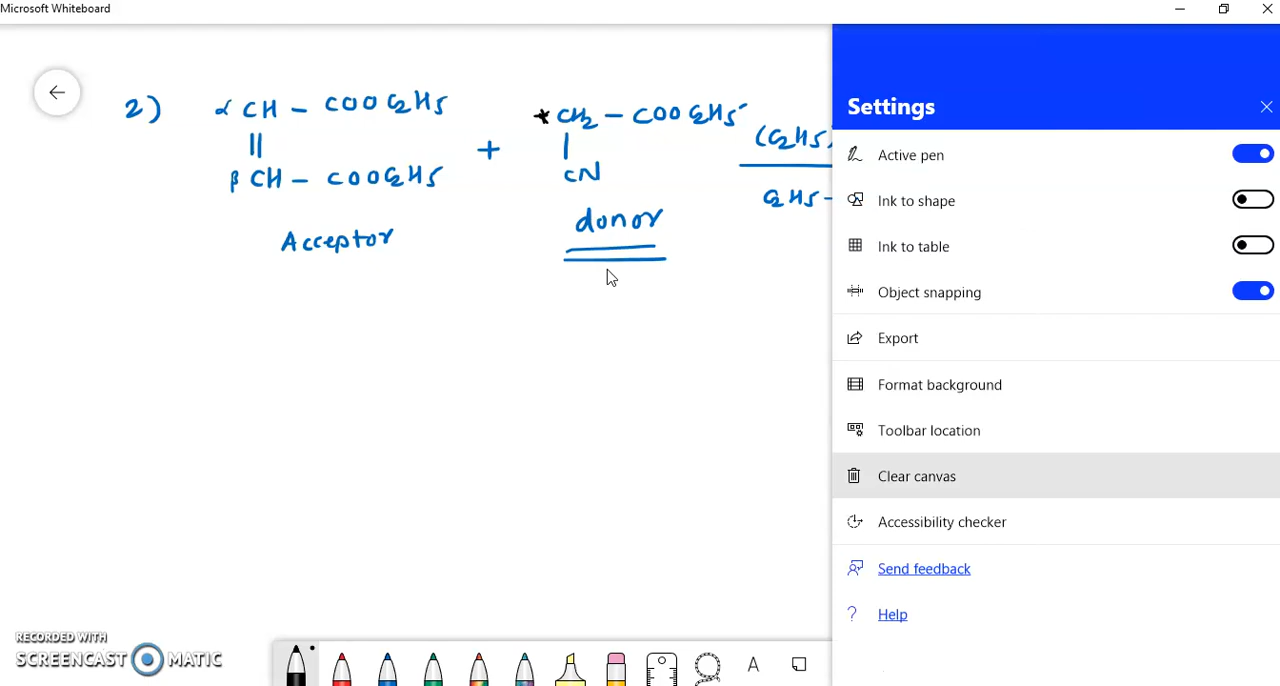 Microsoft Whiteboard
2) α CH - COOC2H5 + *CH2 - COOC2H5 (C2H5)
||
|
β CH - COOC2H5
CN
C2H5 -
Acceptor
donor
Settings
Active pen
Ink to shape
Ink to table
Object snapping
Export
Format background
Toolbar location
Clear canvas
Accessibility checker
Send feedback
Help
RECORDED WITH
SCREENCAST MATIC
A